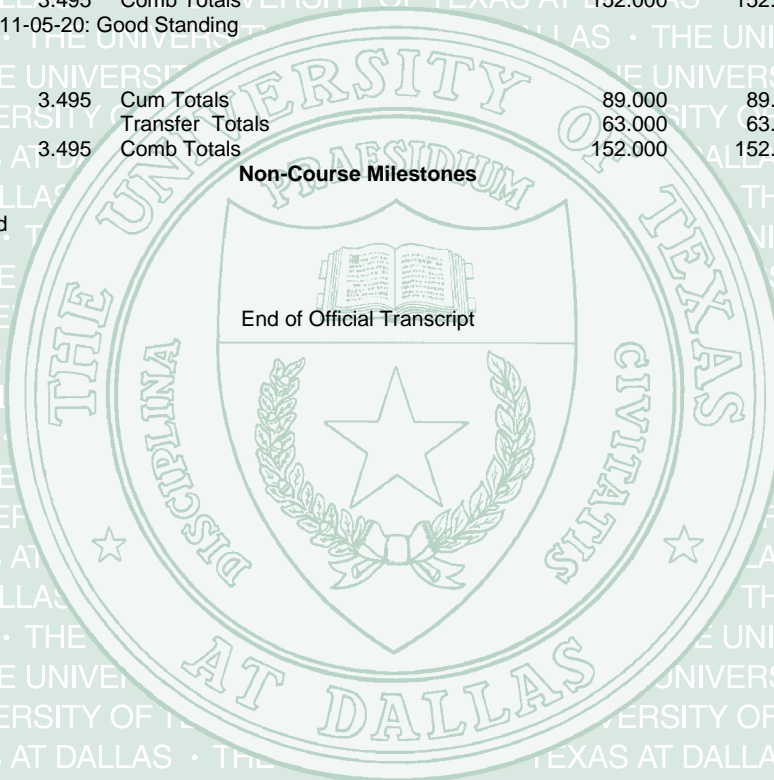 3.495 Comb Totals 152.000 152.
11-05-20: Good Standing
3.495 Cum Totals 89.000 89.
Transfer Totals 63.000 63.
3.495 Comb Totals 152.000 152.
Non-Course Milestones
d
End of Official Transcript
THE UNIVERSITY OF TEXAS
AT DALLAS
PRAESIDIUM
DISCIPLINA
CIVITATIS